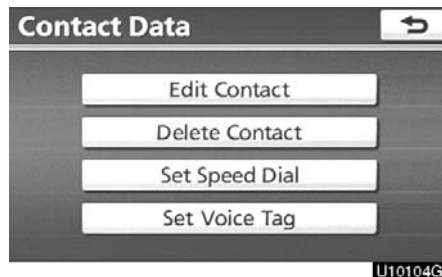 Contact Data
Edit Contact
Delete Contact
Set Speed Dial
Set Voice Tag
U10104G